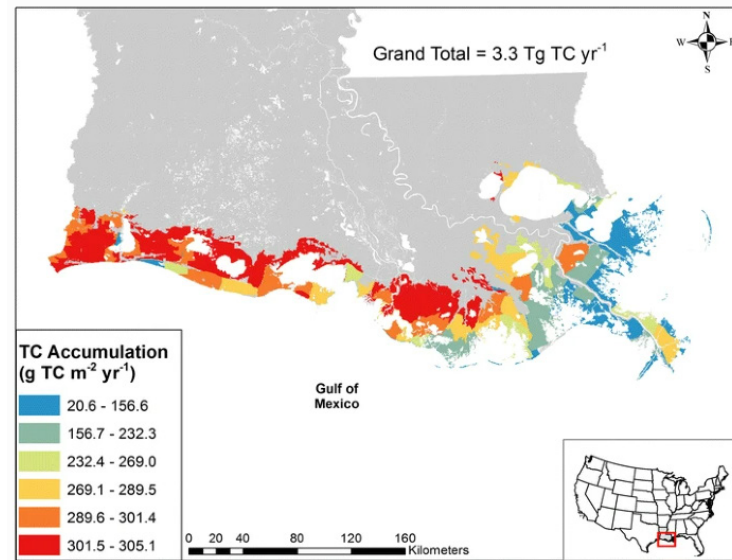 Grand Total = 3.3 Tg TC yr⁻¹
N
W E
S
TC Accumulation
(g TC m⁻² yr⁻¹)
20.6 - 156.6
156.7 - 232.3
232.4 - 269.0
269.1 - 289.5
289.6 - 301.4
301.5 - 305.1
Gulf of
Mexico
0 20 40 80 120 160
Kilometers